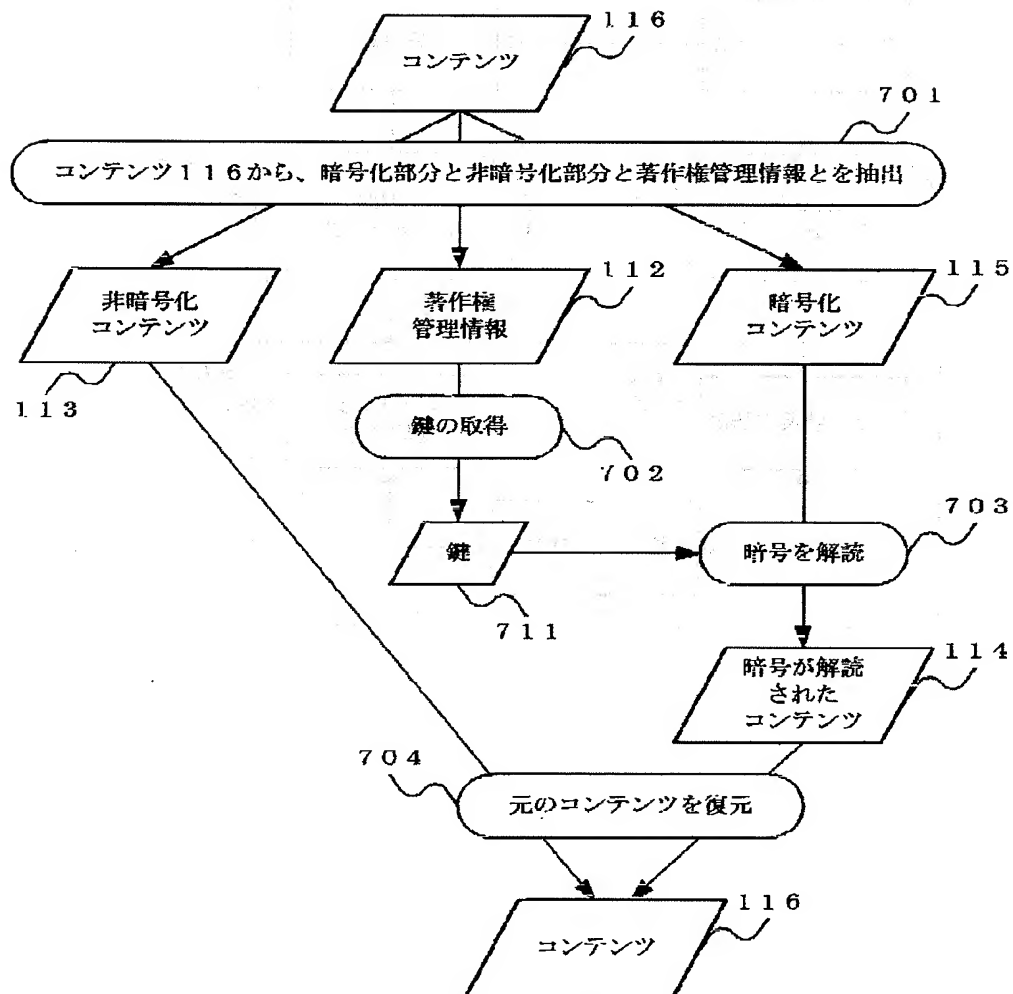 116
コンテンツ
701
コンテンツ116から、暗号化部分と非暗号化部分と著作権管理情報とを抽出
非暗号化
コンテンツ
113
著作権
管理情報
112
暗号化
コンテンツ
115
鍵の取得
702
鍵
711
暗号を解読
703
暗号が解読
された
コンテンツ
114
704
元のコンテンツを復元
116
コンテンツ